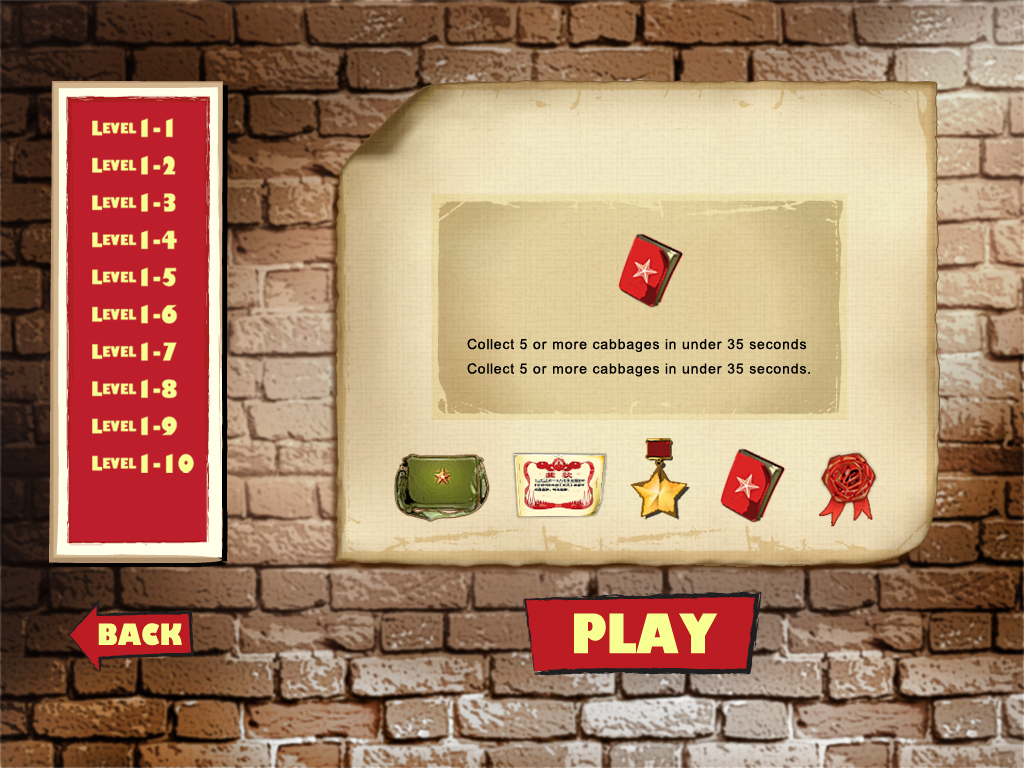 LEVEL 1-1
LEVEL 1-2
LEVEL 1-3
LEVEL 1-4
LEVEL 1-5
LEVEL 1-6
LEVEL 1-7
LEVEL 1-8
LEVEL 1-9
LEVEL 1-10
Collect 5 or more cabbages in under 35 seconds
Collect 5 or more cabbages in under 35 seconds.
奖状
BACK
PLAY